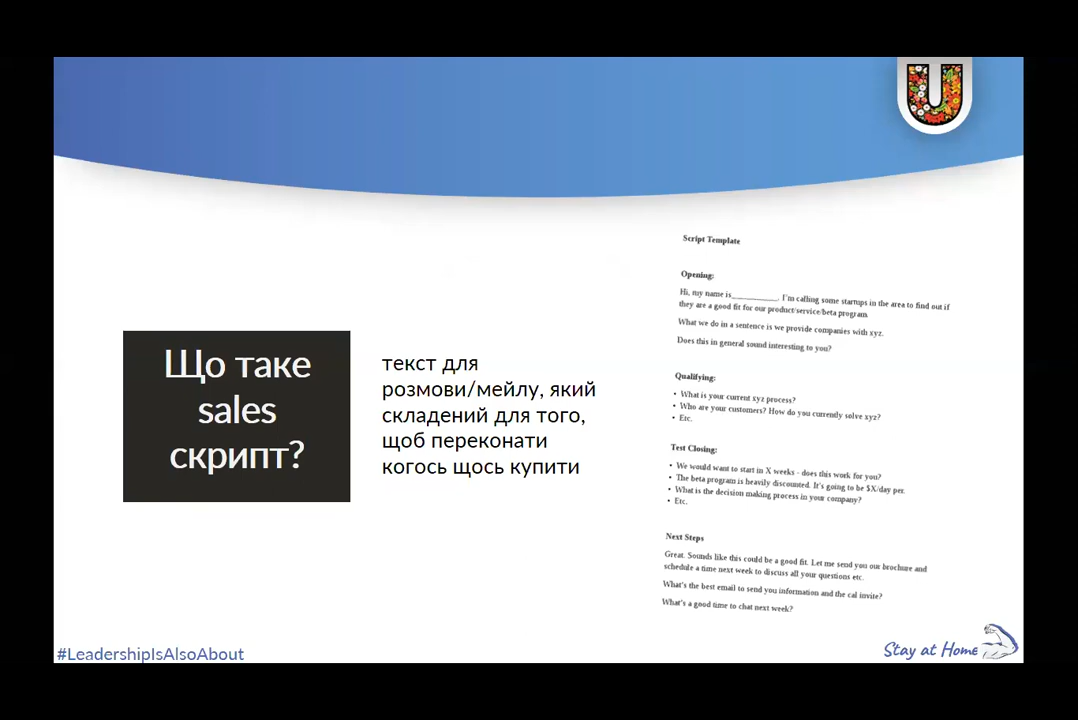 U
Що таке
sales
скрипт?
текст для
розмови/мейлу, який
складений для того,
щоб переконати
когось щось купити
Script Template
Opening:
Hi, my name is__________. I'm calling some startups in the area to find out if
they are a good fit for our product/service/beta program.
What we do in a sentence is we provide companies with xyz.
Does this in general sound interesting to you?
Qualifying:
• What is your current xyz process?
• Who are your customers? How do you currently solve xyz?
• Etc.
Test Closing:
• We would want to start in X weeks - does this work for you?
• The beta program is heavily discounted. It's going to be $X/day per.
• What is the decision making process in your company?
• Etc.
Next Steps
Great. Sounds like this could be a good fit. Let me send you our brochure and
schedule a time next week to discuss all your questions etc.
What's the best email to send you information and the cal invite?
What's a good time to chat next week?
#LeadershipIsAlsoAbout
Stay at Home